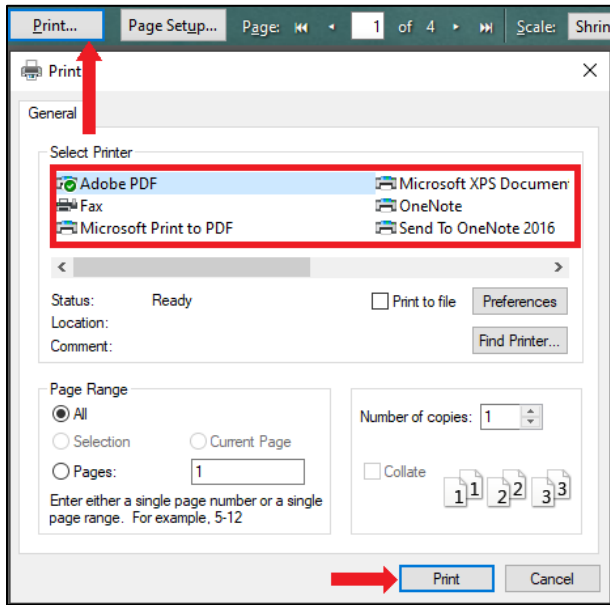 Print... Page Setup... Page: 1 of 4 Scale: Shrin
Print
General
Select Printer
Adobe PDF Microsoft XPS Documen
Fax OneNote
Microsoft Print to PDF Send To OneNote 2016
Status: Ready Print to file Preferences
Location:
Comment: Find Printer...
Page Range
All Number of copies: 1
Selection Current Page
Pages: 1 Collate
1 1 2 2 3 3
Enter either a single page number or a single
page range. For example, 5-12
Print Cancel